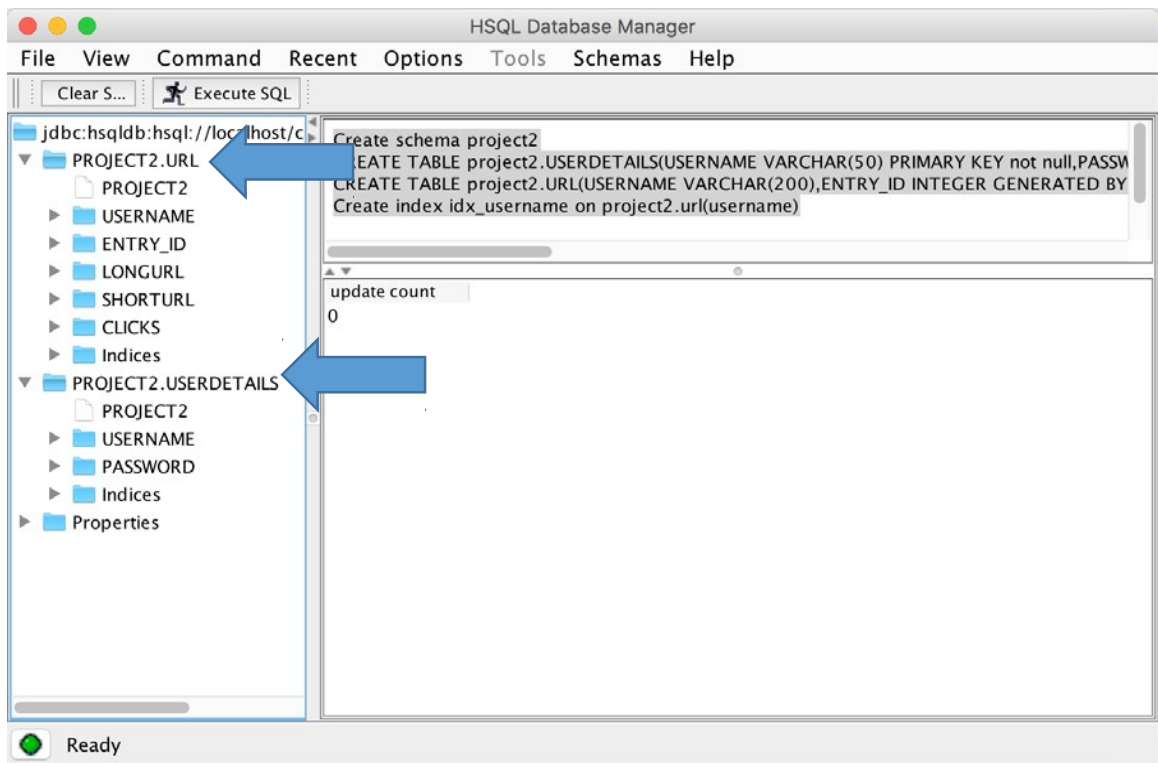 HSQL Database Manager
File View Command Recent Options Tools Schemas Help
Clear S... Execute SQL
jdbc:hsqldb:hsql://localhost/c
PROJECT2.URL
PROJECT2
USERNAME
ENTRY_ID
LONGURL
SHORTURL
CLICKS
Indices
PROJECT2.USERDETAILS
PROJECT2
USERNAME
PASSWORD
Indices
Properties
Create schema project2
CREATE TABLE project2.USERDETAILS(USERNAME VARCHAR(50) PRIMARY KEY not null,PASSW
CREATE TABLE project2.URL(USERNAME VARCHAR(200),ENTRY_ID INTEGER GENERATED BY
Create index idx_username on project2.url(username)
update count
0
Ready